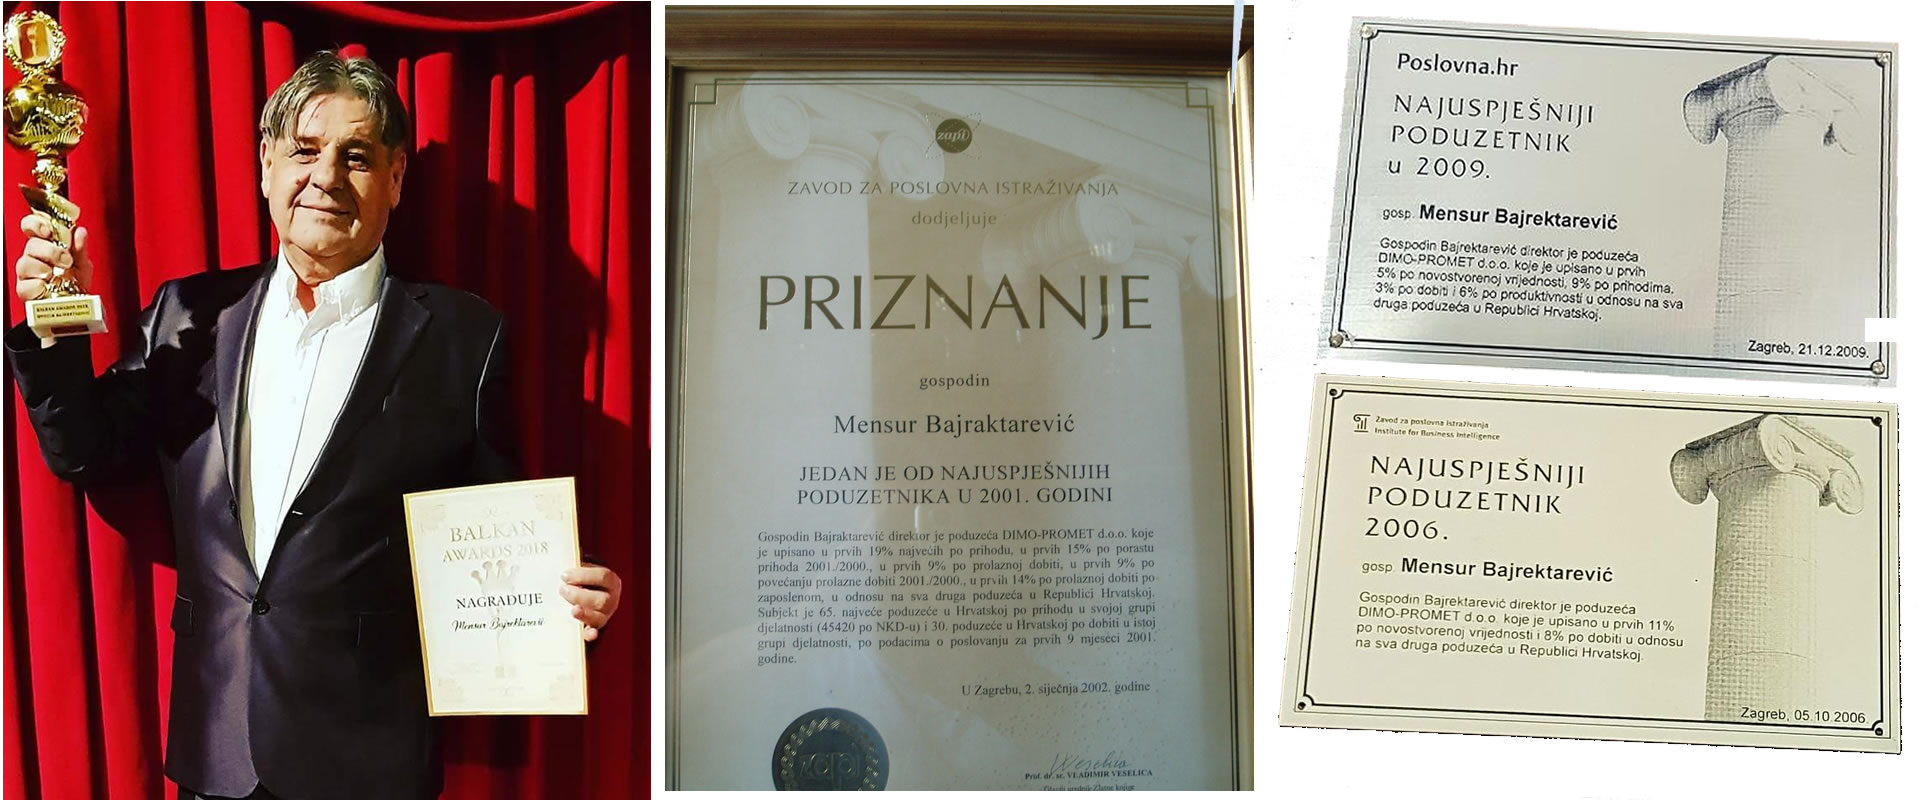 BALKAN AWARDS 2018
BALKAN
AWARDS 2018
NAGRAĐUJE
Mensur Bajrektarević
zapi
ZAVOD ZA POSLOVNA ISTRAŽIVANJA
dodjeljuje
PRIZNANJE
gospodin
Mensur Bajraktarević
JEDAN JE OD NAJUSPJEŠNIJIH
PODUZETNIKA U 2001. GODINI
Gospodin Bajraktarević direktor je poduzeća DIMO-PROMET d.o.o. koje
je upisano u prvih 19% najvećih po prihodu, u prvih 15% po porastu
prihoda 2001./2000., u prvih 9% po prolaznoj dobiti, u prvih 9% po
povećanju prolazne dobiti 2001./2000., u prvih 14% po prolaznoj dobiti po
zaposlenom, u odnosu na sva druga poduzeća u Republici Hrvatskoj.
Subjekt je 65. najveće poduzeće u Hrvatskoj po prihodu u svojoj grupi
djelatnosti (45420 po NKD-u) i 30. poduzeće u Hrvatskoj po dobiti u istoj
grupi djelatnosti, po podacima o poslovanju za prvih 9 mjeseci 2001.
godine.
U Zagrebu, 2. siječnja 2002. godine
zapi
Prof. dr. sc. VLADIMIR VESELICA
Poslovna.hr
NAJUSPJEŠNIJI
PODUZETNIK
u 2009.
gosp. Mensur Bajrektarević
Gospodin Bajrektarević direktor je poduzeća
DIMO-PROMET d.o.o. koje je upisano u prvih
5% po novostvorenoj vrijednosti, 9% po prihodima,
3% po dobiti i 6% po produktivnosti u odnosu na sva
druga poduzeća u Republici Hrvatskoj.
Zagreb, 21.12.2009.
Zavod za poslovna istraživanja
Institute for Business Intelligence
NAJUSPJEŠNIJI
PODUZETNIK
2006.
gosp. Mensur Bajrektarević
Gospodin Bajrektarević direktor je poduzeća
DIMO-PROMET d.o.o. koje je upisano u prvih 11%
po novostvorenoj vrijednosti i 8% po dobiti u odnosu
na sva druga poduzeća u Republici Hrvatskoj.
Zagreb, 05.10.2006.